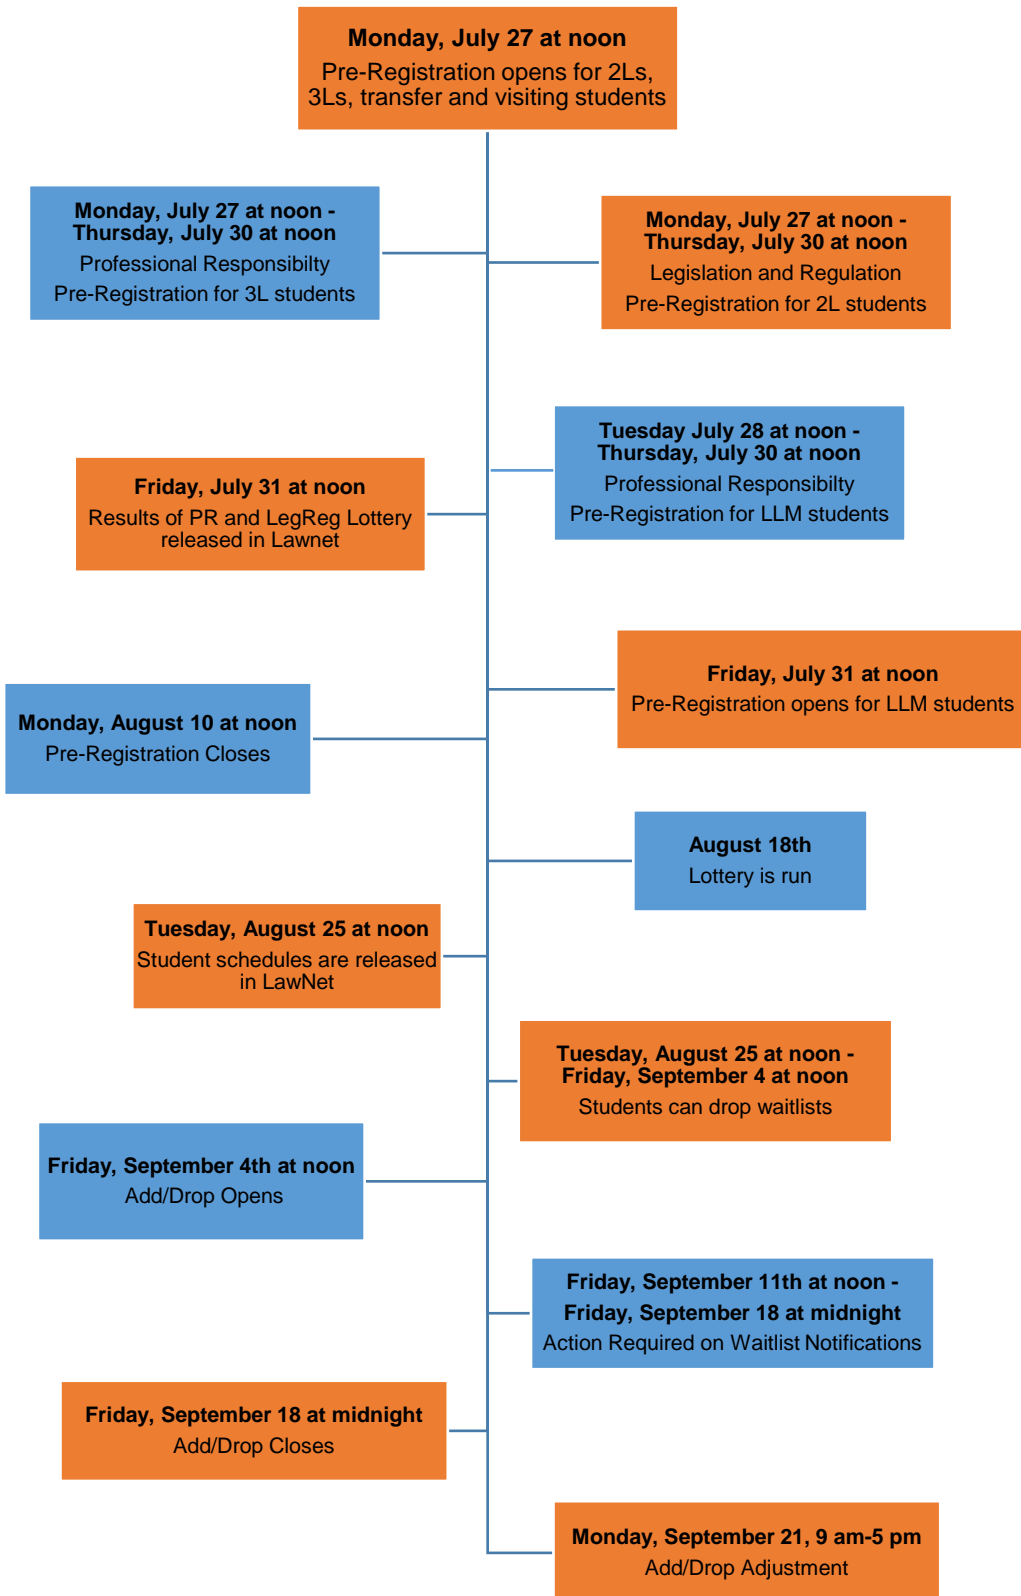 Monday, July 27 at noon
Pre-Registration opens for 2Ls,
3Ls, transfer and visiting students
Monday, July 27 at noon -
Thursday, July 30 at noon
Professional Responsibilty
Pre-Registration for 3L students
Monday, July 27 at noon -
Thursday, July 30 at noon
Legislation and Regulation
Pre-Registration for 2L students
Tuesday July 28 at noon -
Thursday, July 30 at noon
Professional Responsibilty
Pre-Registration for LLM students
Friday, July 31 at noon
Results of PR and LegReg Lottery
released in Lawnet
Friday, July 31 at noon
Pre-Registration opens for LLM students
Monday, August 10 at noon
Pre-Registration Closes
August 18th
Lottery is run
Tuesday, August 25 at noon
Student schedules are released
in LawNet
Tuesday, August 25 at noon -
Friday, September 4 at noon
Students can drop waitlists
Friday, September 4th at noon
Add/Drop Opens
Friday, September 11th at noon -
Friday, September 18 at midnight
Action Required on Waitlist Notifications
Friday, September 18 at midnight
Add/Drop Closes
Monday, September 21, 9 am-5 pm
Add/Drop Adjustment